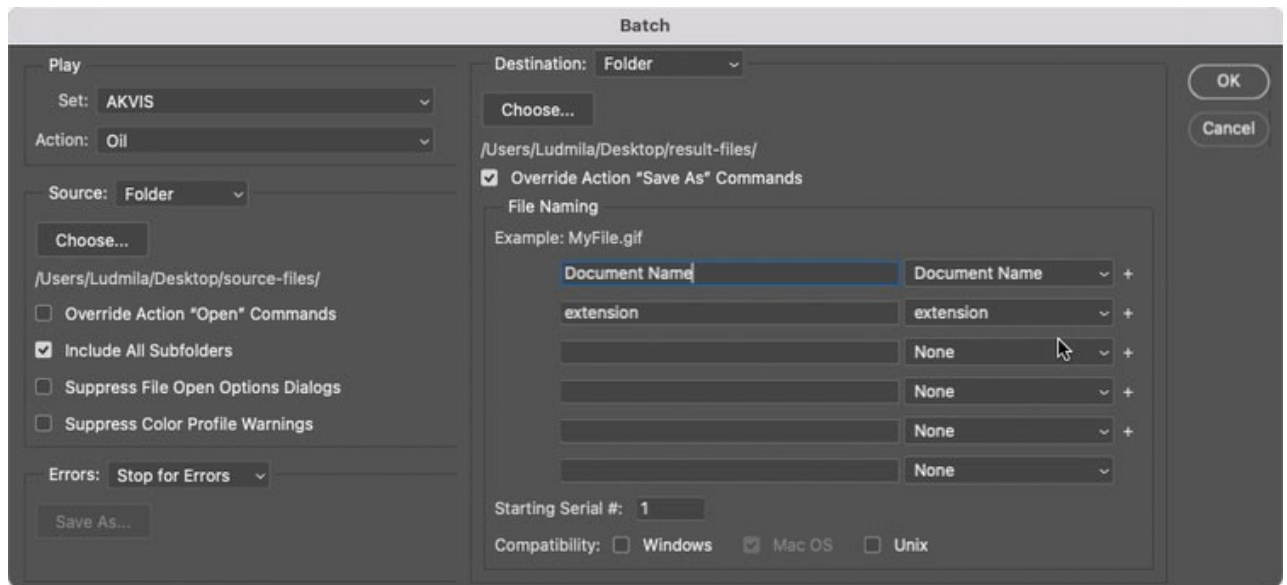 Batch
Play
Set: AKVIS
Action: Oil
Source: Folder
Choose...
/Users/Ludmila/Desktop/source-files/
Override Action "Open" Commands
Include All Subfolders
Suppress File Open Options Dialogs
Suppress Color Profile Warnings
Errors: Stop for Errors
Save As...
Destination: Folder
Choose...
/Users/Ludmila/Desktop/result-files/
Override Action "Save As" Commands
File Naming
Example: MyFile.gif
Document Name Document Name +
extension extension +
None +
None +
None +
None
Starting Serial #: 1
Compatibility: Windows Mac OS Unix
OK
Cancel